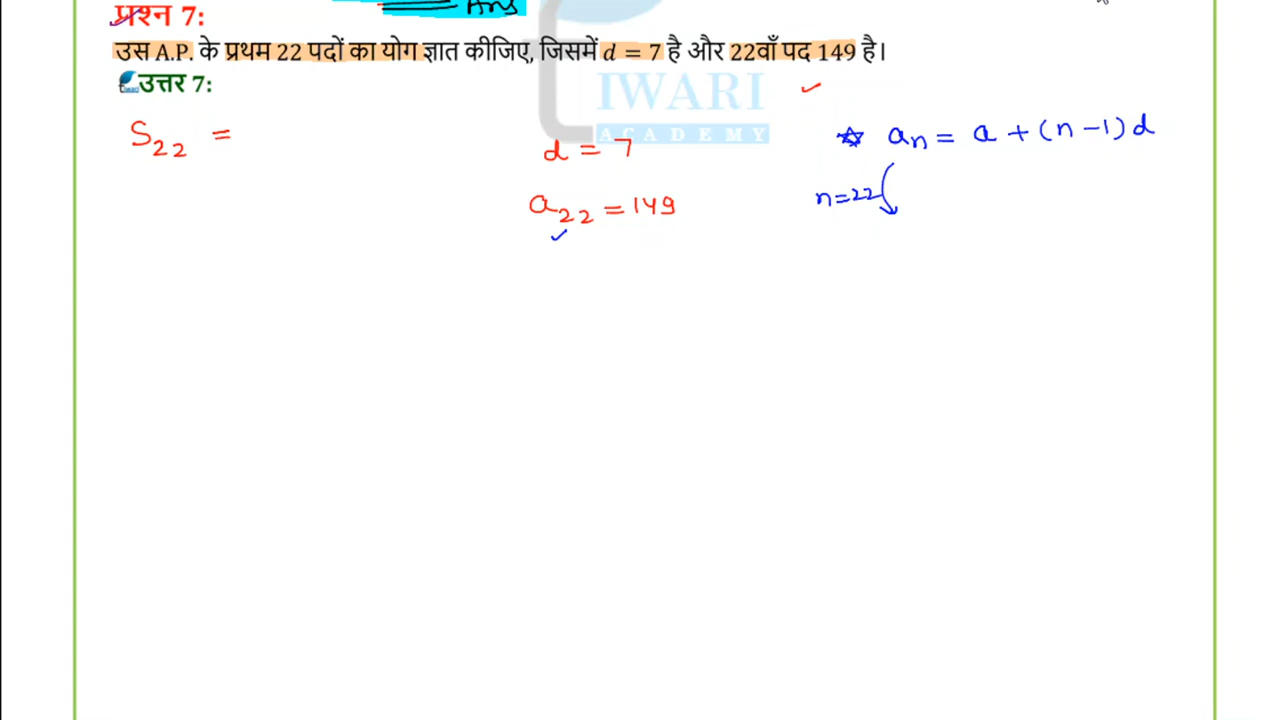 Ans
प्रश्न 7:
उस A.P. के प्रथम 22 पदों का योग ज्ञात कीजिए, जिसमें d = 7 है और 22वाँ पद 149 है।
उत्तर 7:
IWARI
ACADEMY
S₂₂ =
d = 7
a₂₂ = 149
☆ aₙ = a + (n - 1) d
n = 22